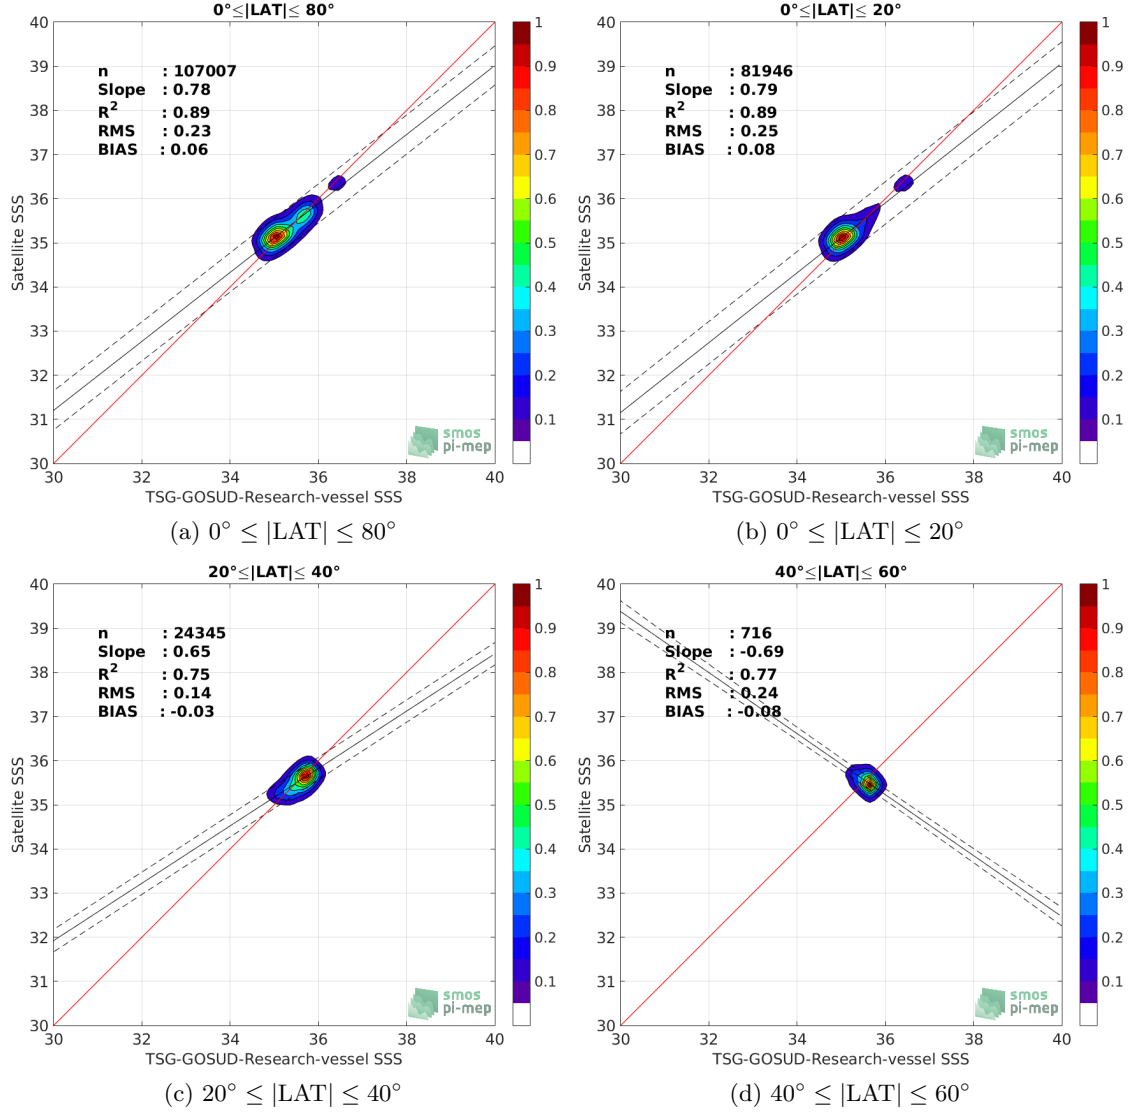 0°≤|LAT|≤ 80°
n : 107007
Slope : 0.78
R² : 0.89
RMS : 0.23
BIAS : 0.06
Satellite SSS
40
39
38
37
36
35
34
33
32
31
30
30 32 34 36 38 40
TSG-GOSUD-Research-vessel SSS
1
0.9
0.8
0.7
0.6
0.5
0.4
0.3
0.2
0.1
smos
pi-mep
(a) 0° ≤ |LAT| ≤ 80°
0°≤|LAT|≤ 20°
n : 81946
Slope : 0.79
R² : 0.89
RMS : 0.25
BIAS : 0.08
Satellite SSS
40
39
38
37
36
35
34
33
32
31
30
30 32 34 36 38 40
TSG-GOSUD-Research-vessel SSS
1
0.9
0.8
0.7
0.6
0.5
0.4
0.3
0.2
0.1
smos
pi-mep
(b) 0° ≤ |LAT| ≤ 20°
20°≤|LAT|≤ 40°
n : 24345
Slope : 0.65
R² : 0.75
RMS : 0.14
BIAS : -0.03
Satellite SSS
40
39
38
37
36
35
34
33
32
31
30
30 32 34 36 38 40
TSG-GOSUD-Research-vessel SSS
1
0.9
0.8
0.7
0.6
0.5
0.4
0.3
0.2
0.1
smos
pi-mep
(c) 20° ≤ |LAT| ≤ 40°
40°≤|LAT|≤ 60°
n : 716
Slope : -0.69
R² : 0.77
RMS : 0.24
BIAS : -0.08
Satellite SSS
40
39
38
37
36
35
34
33
32
31
30
30 32 34 36 38 40
TSG-GOSUD-Research-vessel SSS
1
0.9
0.8
0.7
0.6
0.5
0.4
0.3
0.2
0.1
smos
pi-mep
(d) 40° ≤ |LAT| ≤ 60°